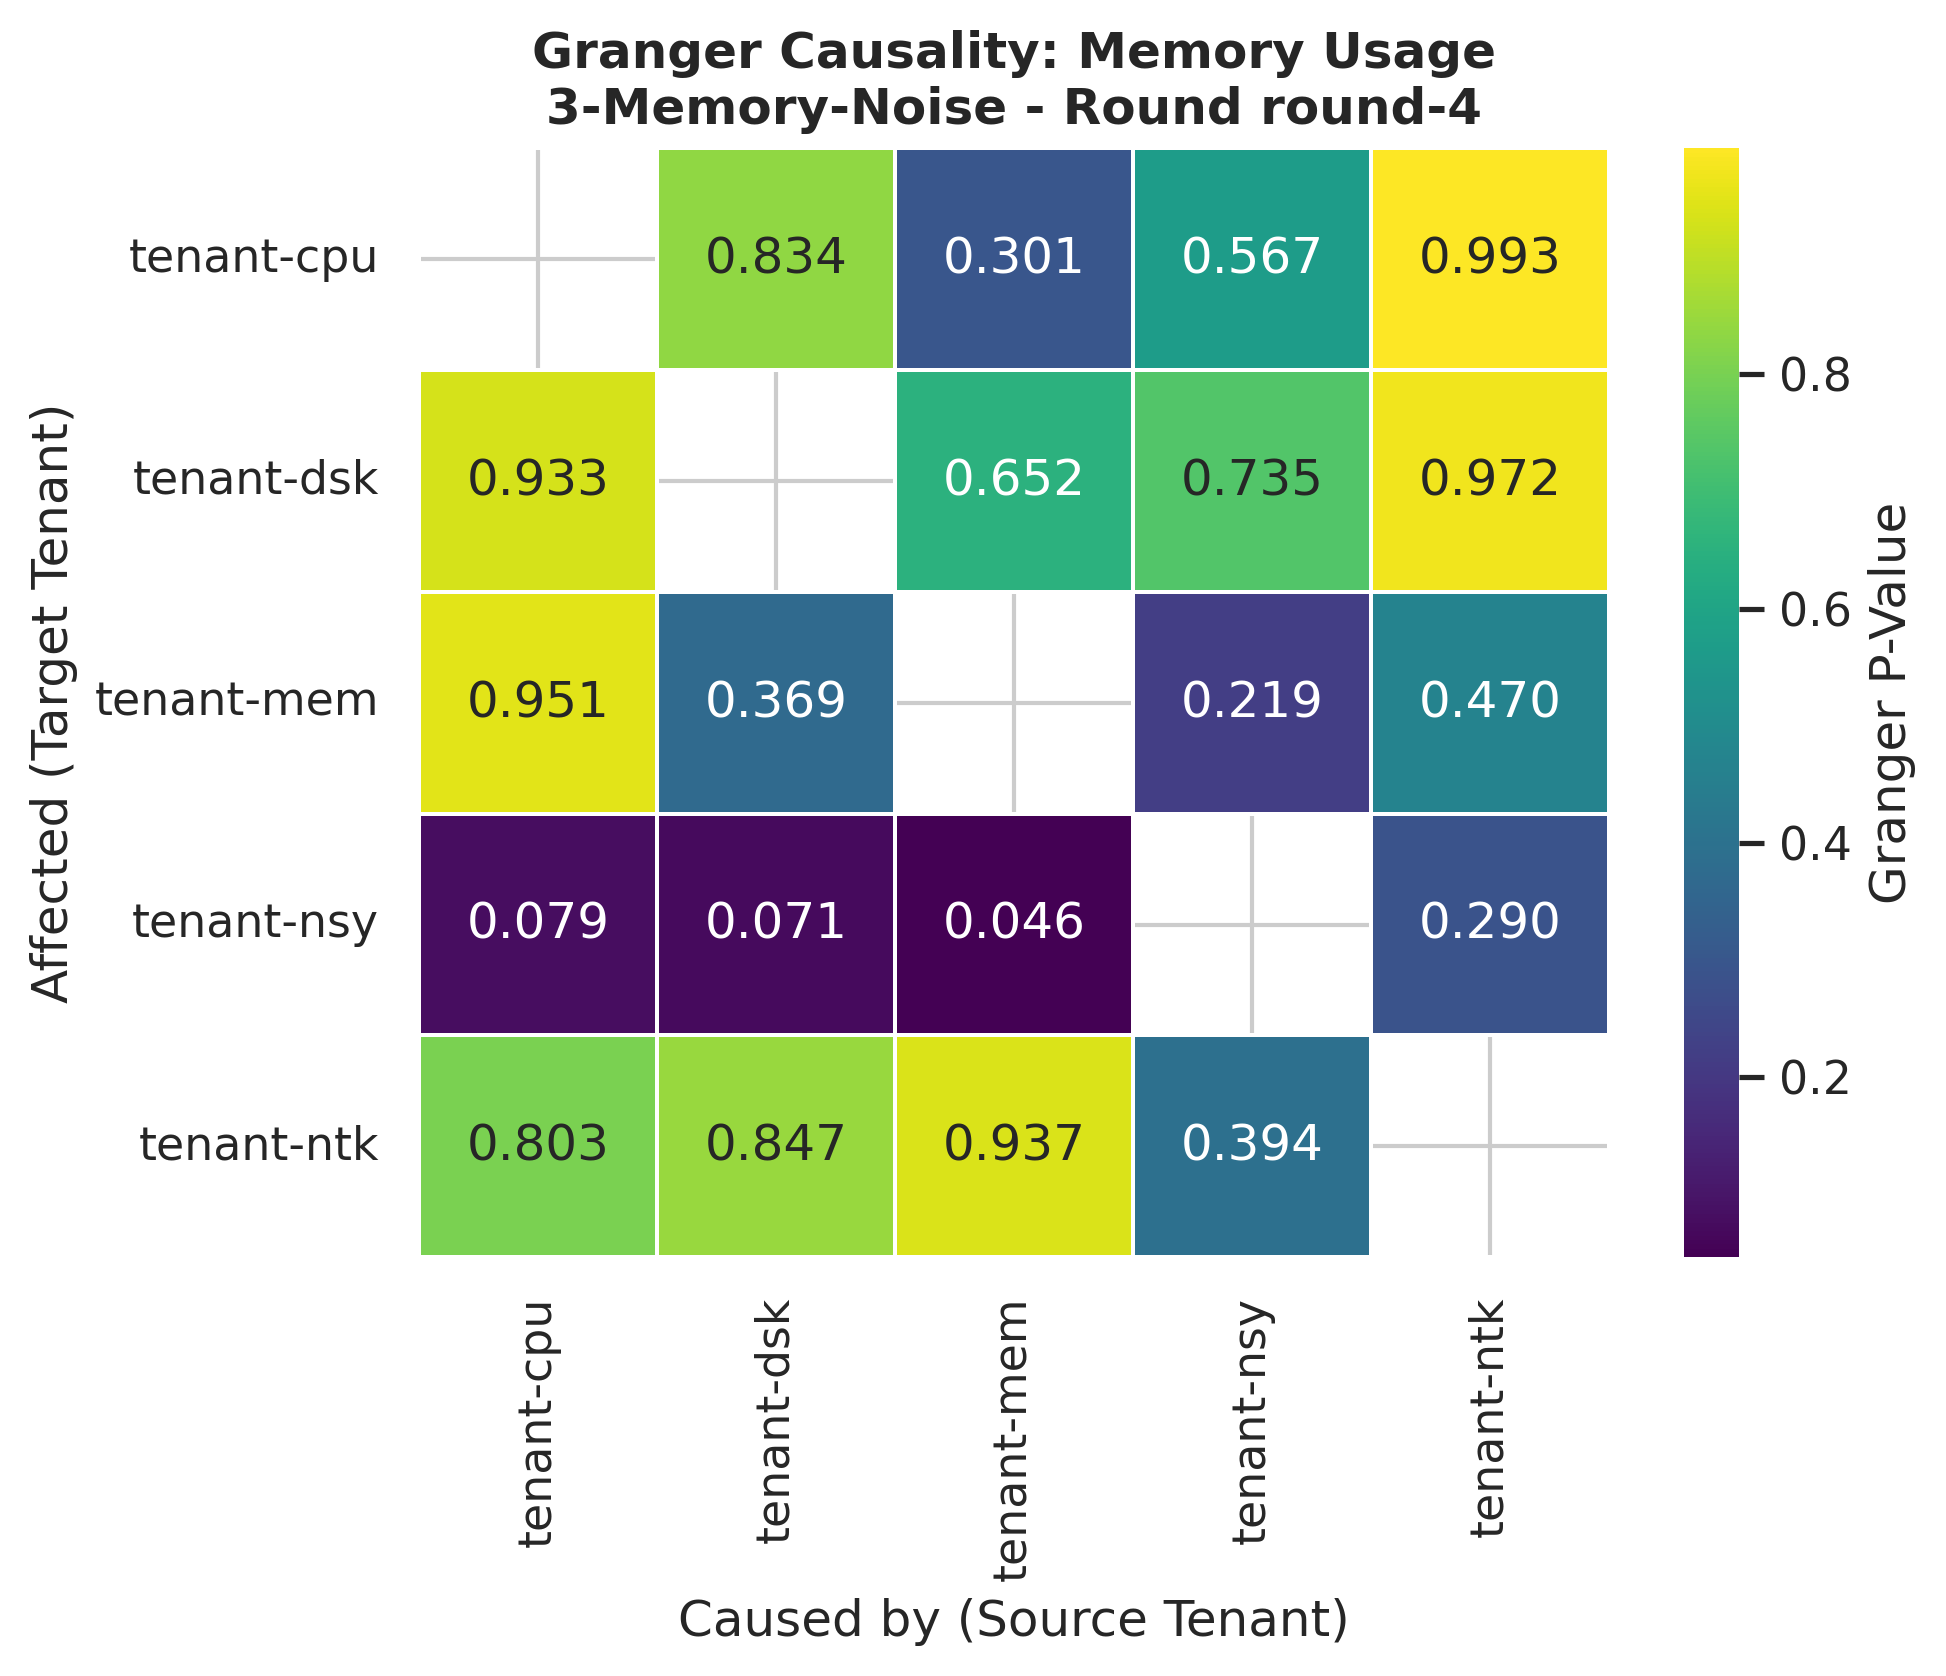 Granger Causality: Memory Usage
3-Memory-Noise - Round round-4
Affected (Target Tenant)
tenant-cpu
0.834
0.301
0.567
0.993
tenant-dsk
0.933
0.652
0.735
0.972
tenant-mem
0.951
0.369
0.219
0.470
tenant-nsy
0.079
0.071
0.046
0.290
tenant-ntk
0.803
0.847
0.937
0.394
tenant-cpu
tenant-dsk
tenant-mem
tenant-nsy
tenant-ntk
Caused by (Source Tenant)
0.8
0.6
0.4
0.2
Granger P-Value